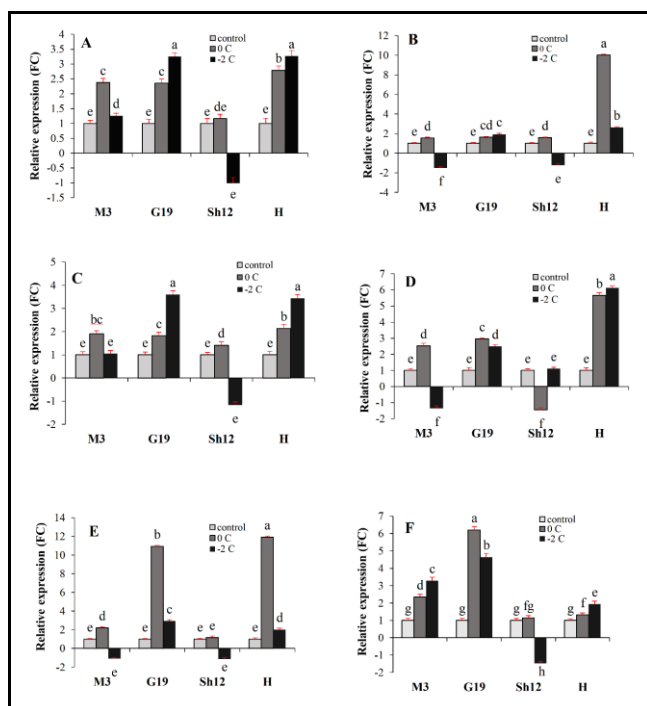 A
Relative expression (FC)
control
0 C
-2 C
4
3.5
3
2.5
2
1.5
1
0.5
0
-0.5
-1
-1.5
e c d e c a e de e e b a
M3 G19 Sh12 H
B
Relative expression (FC)
control
0 C
-2 C
12
10
8
6
4
2
0
-2
-4
e d f e cd c e d e e a b
M3 G19 Sh12 H
C
Relative expression (FC)
control
0 C
-2 C
5
4
3
2
1
0
-1
-2
e bc e e c a e d e e b a
M3 G19 Sh12 H
D
Relative expression (FC)
control
0 C
-2 C
7
6
5
4
3
2
1
0
-1
-2
e d f e c d e f e e b a
M3 G19 Sh12 H
E
Relative expression (FC)
control
0 C
-2 C
14
12
10
8
6
4
2
0
-2
e d e e b c e e e e a d
M3 G19 Sh12 H
F
Relative expression (FC)
control
0 C
-2 C
7
6
5
4
3
2
1
0
-1
-2
g d c g a b g fg h g f e
M3 G19 Sh12 H